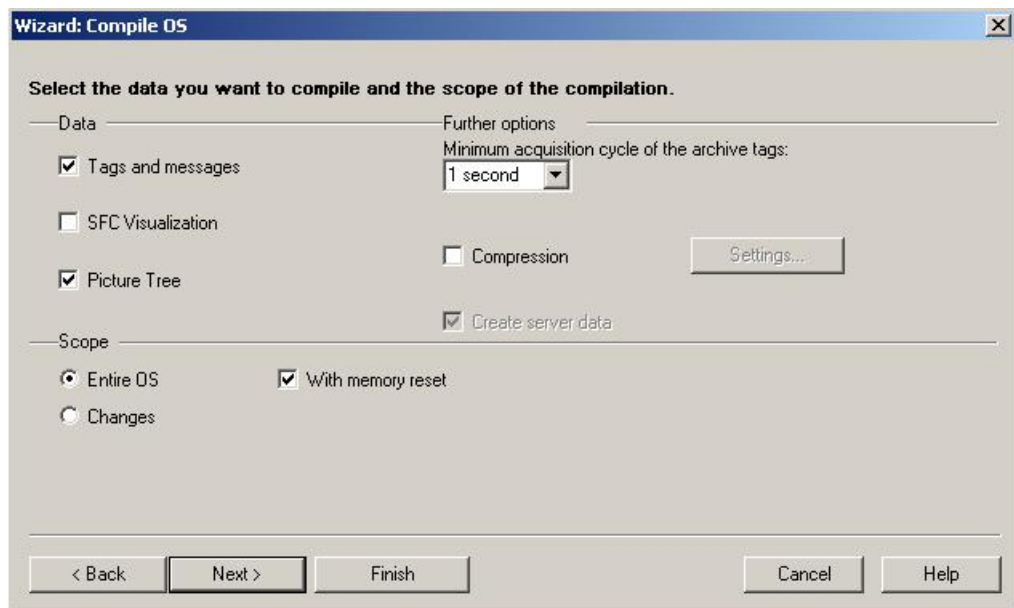 Wizard: Compile OS
Select the data you want to compile and the scope of the compilation.
Data
Tags and messages
SFC Visualization
Picture Tree
Further options
Minimum acquisition cycle of the archive tags:
1 second
Compression
Settings...
Create server data
Scope
Entire OS
With memory reset
Changes
< Back
Next >
Finish
Cancel
Help